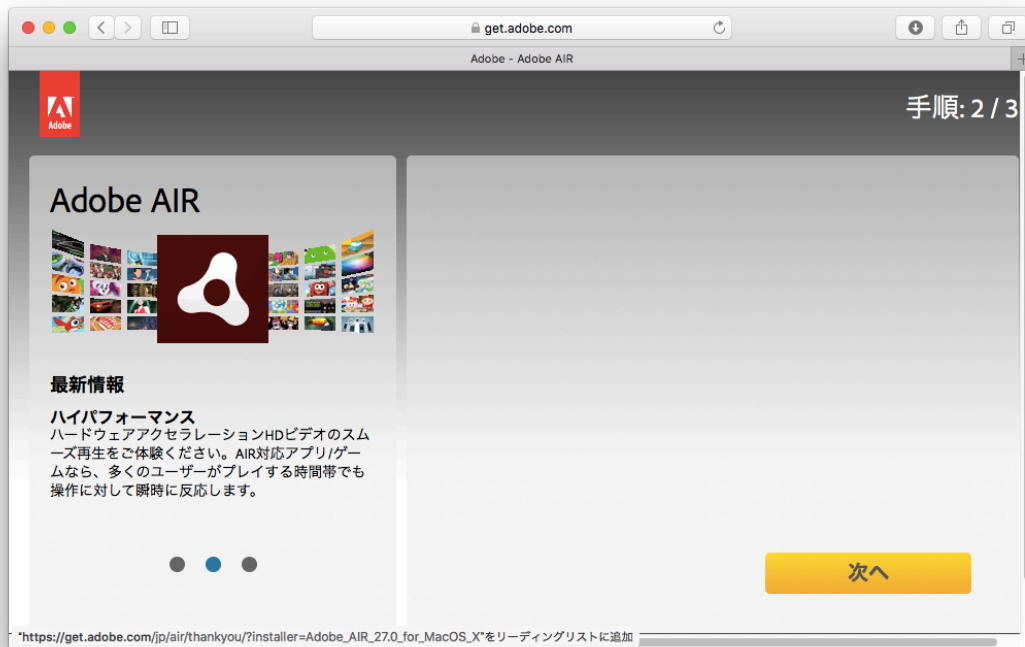 get.adobe.com
Adobe - Adobe AIR
Adobe
手順: 2 / 3
Adobe AIR
最新情報
ハイパフォーマンス
ハードウェアアクセラレーションHDビデオのスム
ーズ再生をご体験ください。AIR対応アプリ/ゲー
ムなら、多くのユーザーがプレイする時間帯でも
操作に対して瞬時に反応します。
次へ
"https://get.adobe.com/jp/air/thankyou/?installer=Adobe_AIR_27.0_for_MacOS_X"をリーディングリストに追加